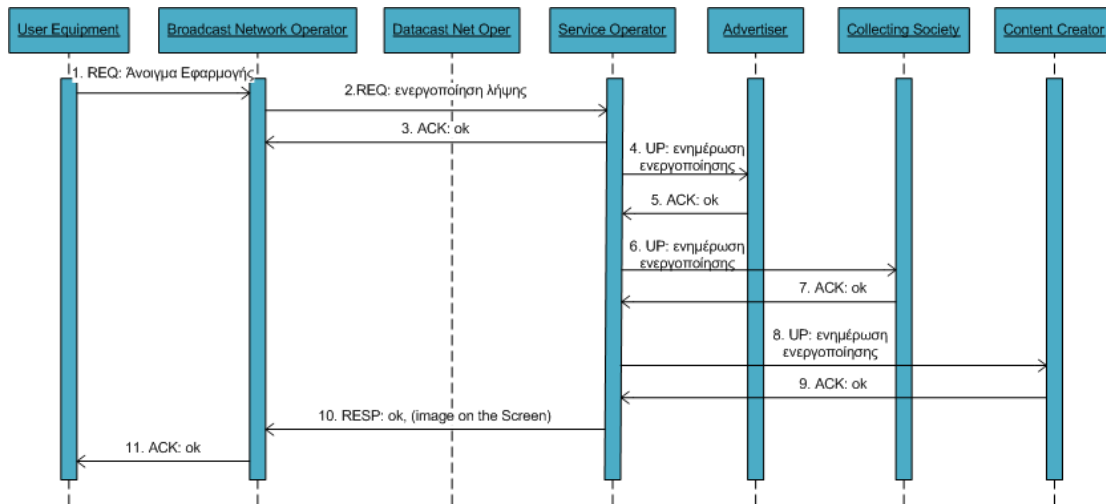 User Equipment
Broadcast Network Operator
Datacast Net Oper
Service Operator
Advertiser
Collecting Society
Content Creator
1. REQ: Άνοιγμα Εφαρμογής
2.REQ: ενεργοποίηση λήψης
3. ACK: ok
4. UP: ενημέρωση
ενεργοποίησης
5. ACK: ok
6. UP: ενημέρωση
ενεργοποίησης
7. ACK: ok
8. UP: ενημέρωση
ενεργοποίησης
9. ACK: ok
10. RESP: ok, (image on the Screen)
11. ACK: ok